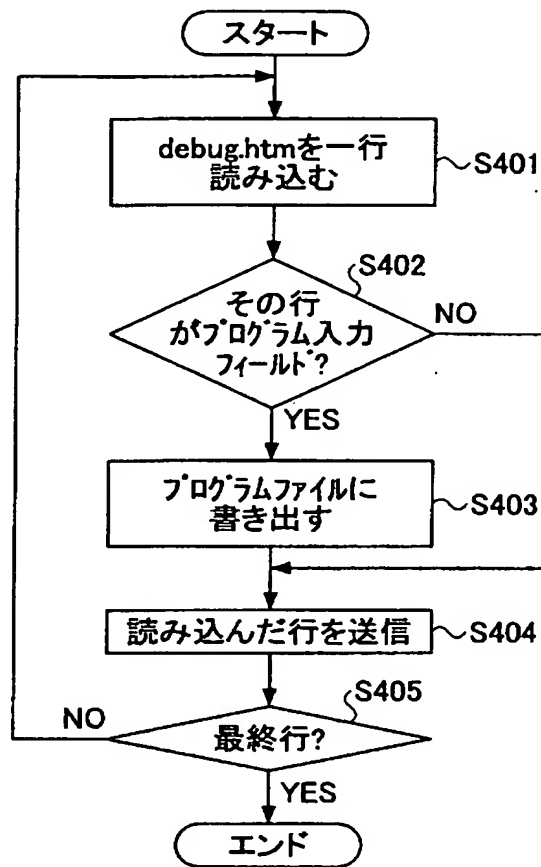 スタート
debug.htmを一行
読み込む
S401
S402
その行
がプログラム入力
フィールド?
NO
YES
プログラムファイルに
書き出す
S403
読み込んだ行を送信
S404
S405
NO
最終行?
YES
エンド